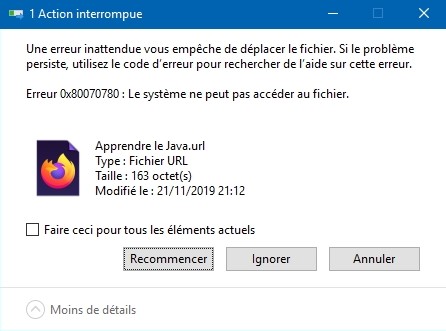 1 Action interrompue
Une erreur inattendue vous empêche de déplacer le fichier. Si le problème
persiste, utilisez le code d'erreur pour rechercher de l'aide sur cette erreur.
Erreur 0x80070780 : Le système ne peut pas accéder au fichier.
Apprendre le Java.url
Type : Fichier URL
Taille : 163 octet(s)
Modifié le : 21/11/2019 21:12
Faire ceci pour tous les éléments actuels
Recommencer Ignorer Annuler
Moins de détails